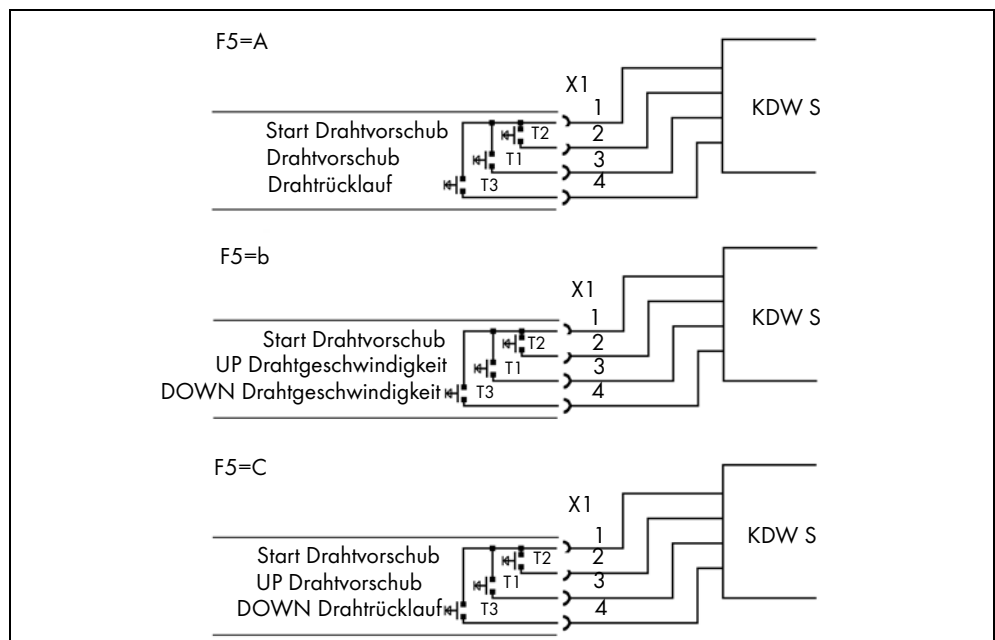 F5=A
X1
KDW S
1
Start Drahtvorschub
T2
2
Drahtvorschub
T1
3
Drahtrücklauf
T3
4
F5=b
X1
KDW S
1
Start Drahtvorschub
T2
2
UP Drahtgeschwindigkeit
T1
3
DOWN Drahtgeschwindigkeit
T3
4
F5=C
X1
KDW S
1
Start Drahtvorschub
T2
2
UP Drahtvorschub
T1
3
DOWN Drahtrücklauf
T3
4